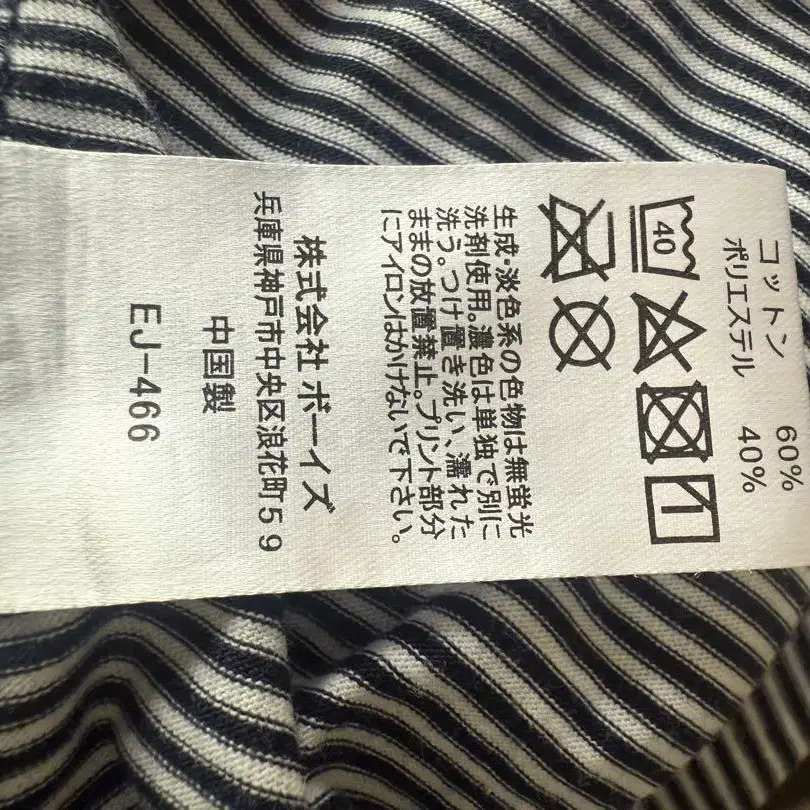 コットン 60%
ポリエステル 40%
40
生成・淡色系の色物は無蛍光
洗剤使用。濃色は単独で別に
洗う。つけ置き洗い、濡れた
ままの放置禁止。プリント部分
にアイロンはかけないで下さい。
株式会社 ボーイズ
兵庫県神戸市中央区浪花町59
中国製
EJ-466